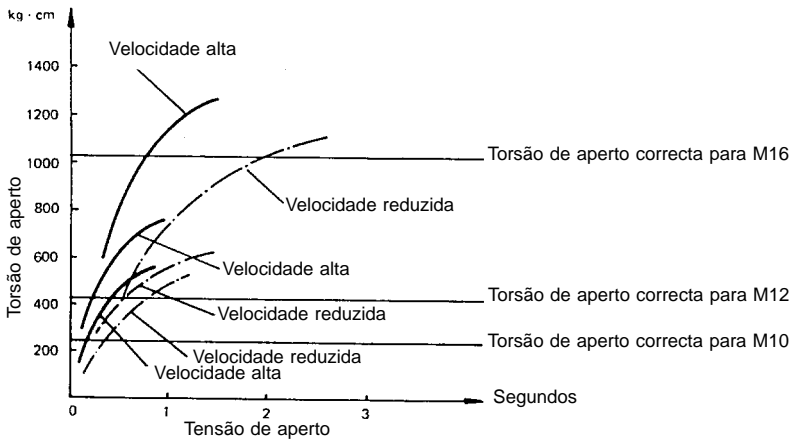 kg · cm
Velocidade alta
1400
1200
Torsão de aperto correcta para M16
1000
Velocidade reduzida
800
Torsão de aperto
600
Velocidade alta
Torsão de aperto correcta para M12
400
Velocidade reduzida
Torsão de aperto correcta para M10
200
Velocidade reduzida
Velocidade alta
Segundos
0 1 2 3
Tensão de aperto